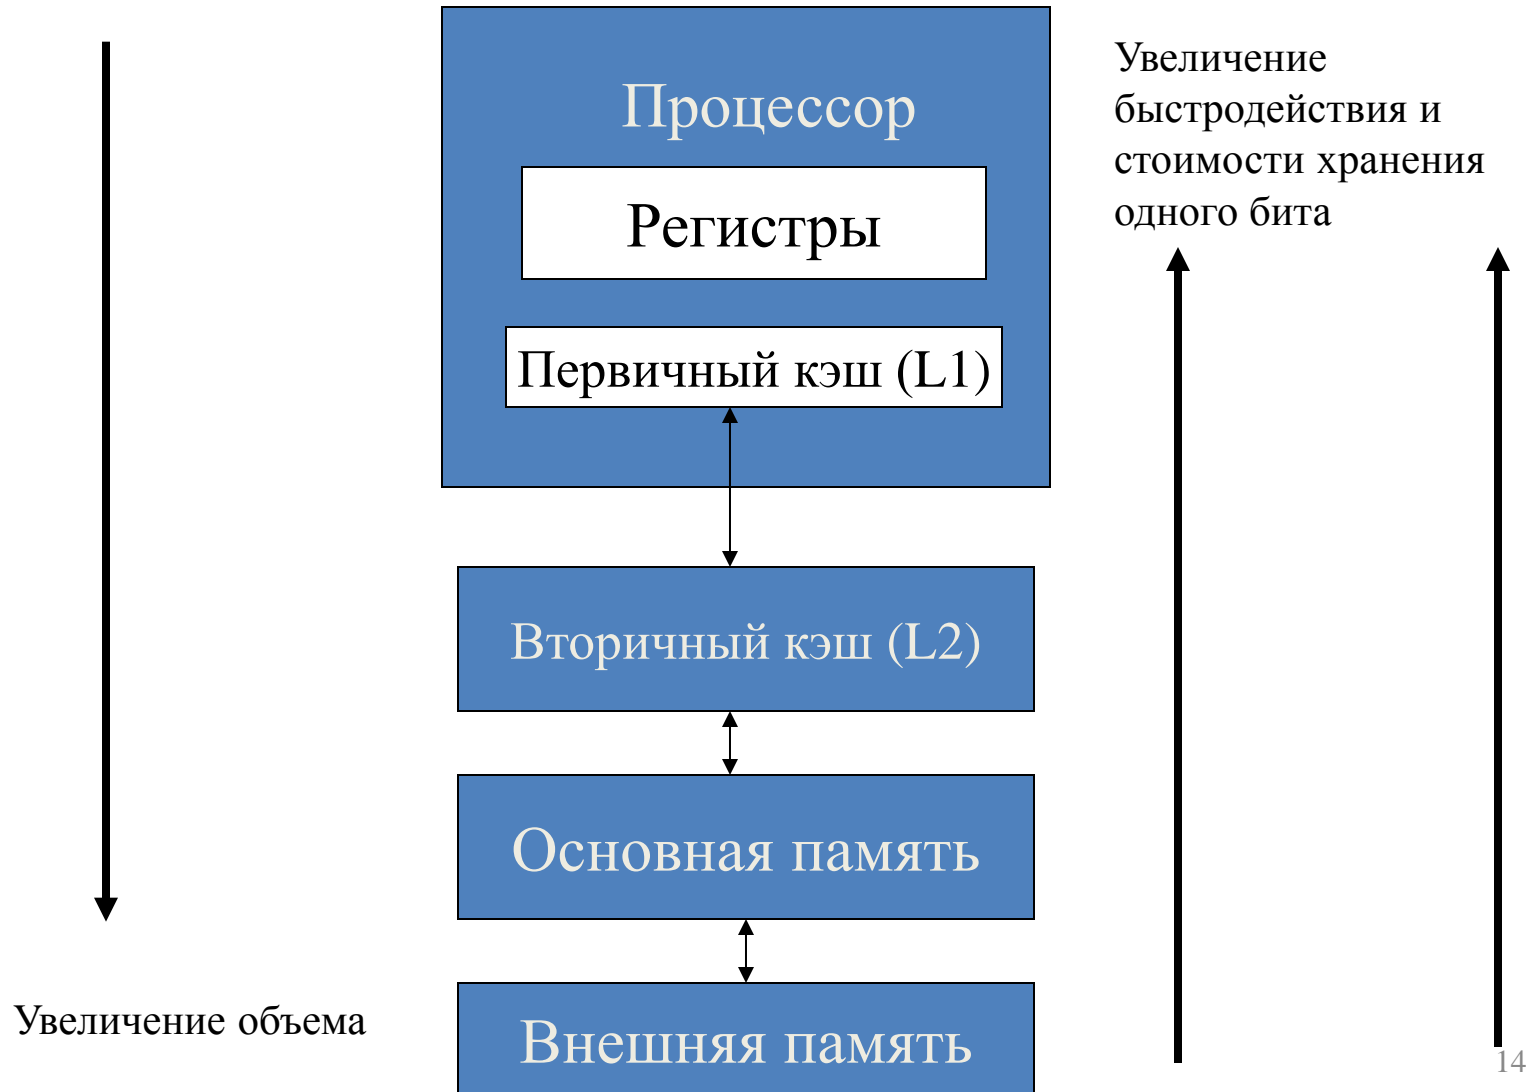 Процессор
Регистры
Первичный кэш (L1)
Вторичный кэш (L2)
Основная память
Внешняя память
Увеличение объема
Увеличение
быстродействия и
стоимости хранения
одного бита
14